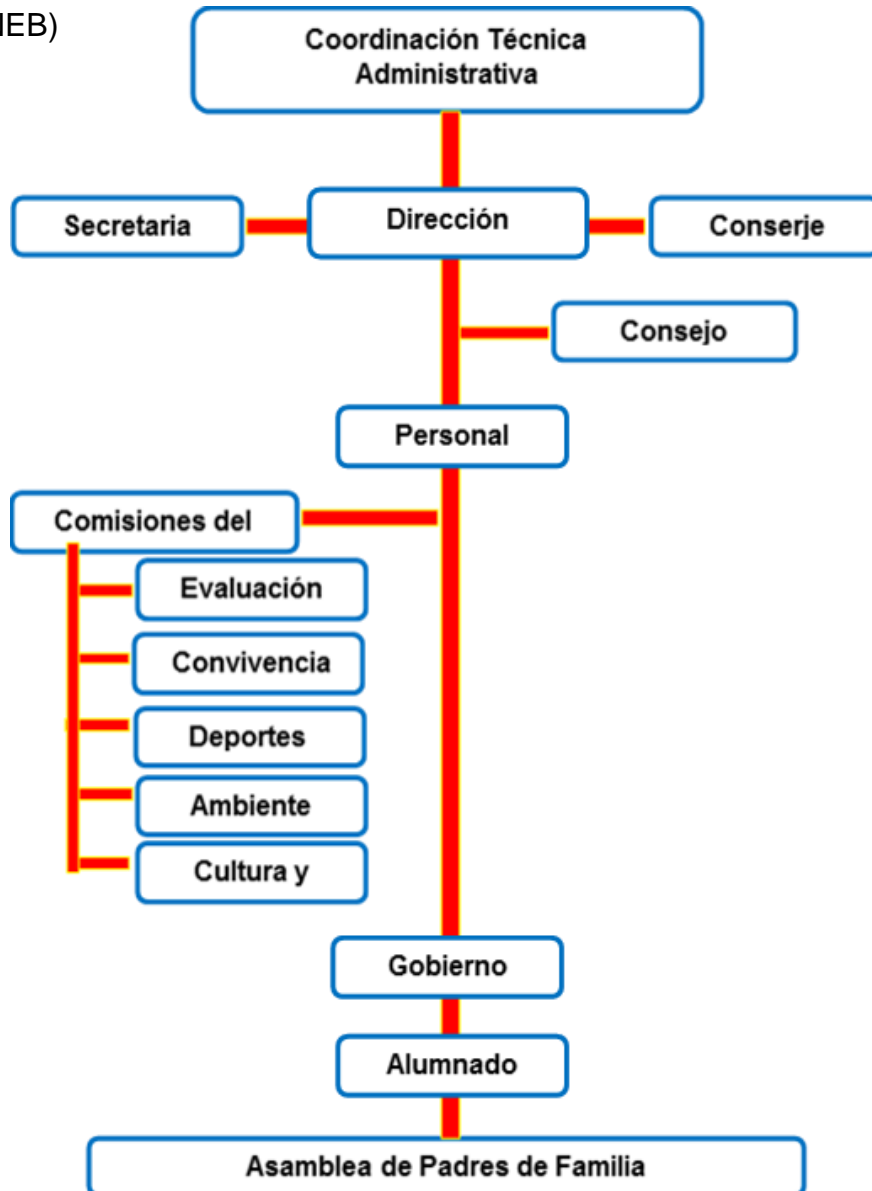 IEB)
Coordinación Técnica
Administrativa
Secretaria
Dirección
Conserje
Consejo
Personal
Comisiones del
Evaluación
Convivencia
Deportes
Ambiente
Cultura y
Gobierno
Alumnado
Asamblea de Padres de Familia